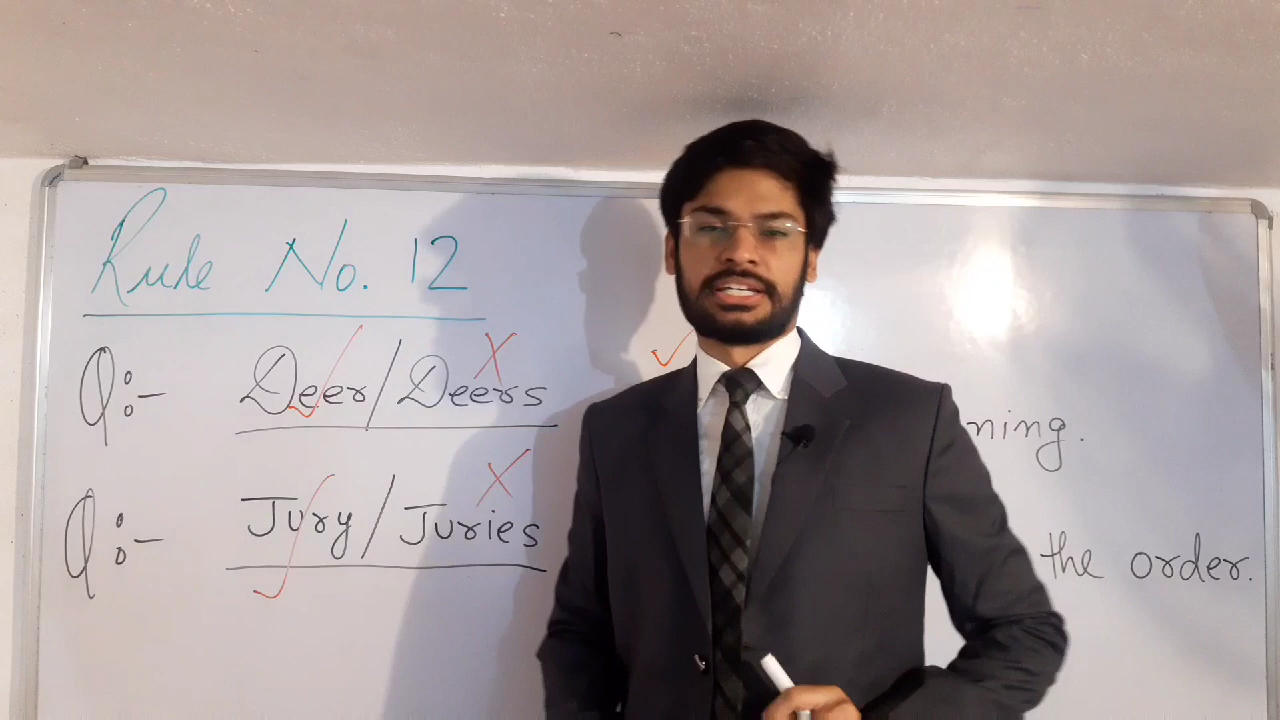 Rule No. 12
Q:- Deer/Deers ning.
Q:- Jury/Juries the order.